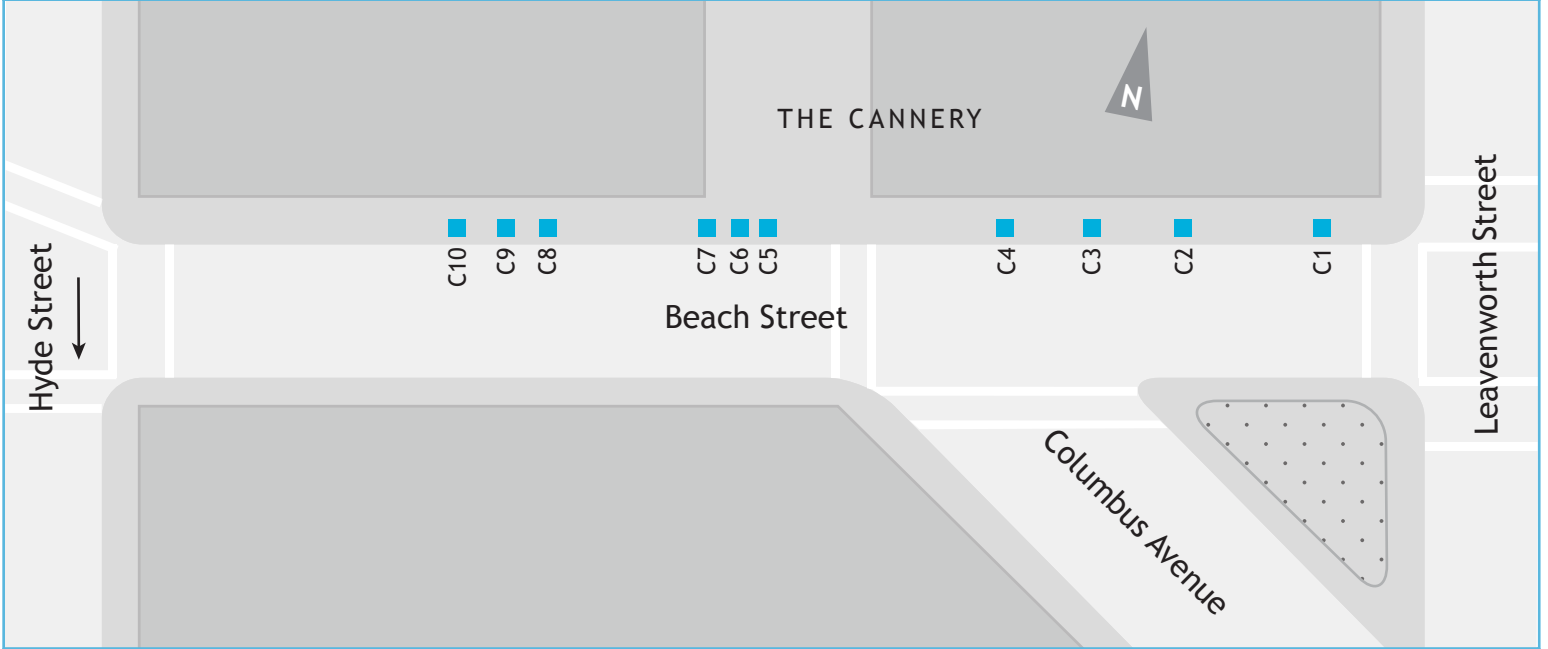 N
THE CANNERY
C10
C9
C8
C7
C6
C5
C4
C3
C2
C1
Hyde Street
Beach Street
Leavenworth Street
Columbus Avenue